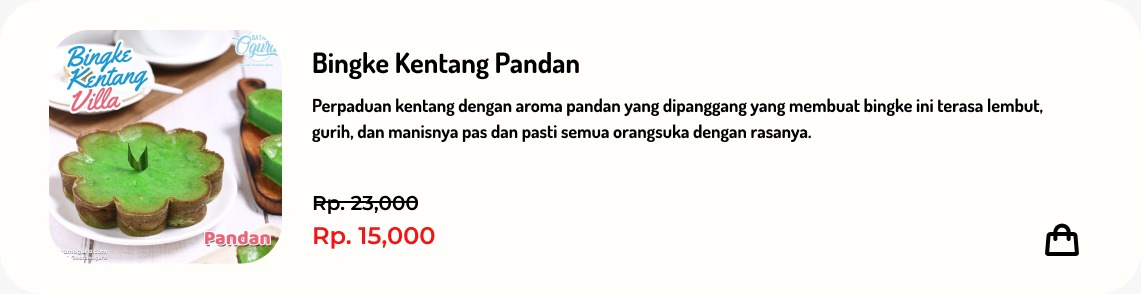 Bingke
Kentang
Villa
Oguru
Pandan
Bingke Kentang Pandan
Perpaduan kentang dengan aroma pandan yang dipanggang yang membuat bingke ini terasa lembut,
gurih, dan manisnya pas dan pasti semua orangsuka dengan rasanya.
Rp. 23,000
Rp. 15,000